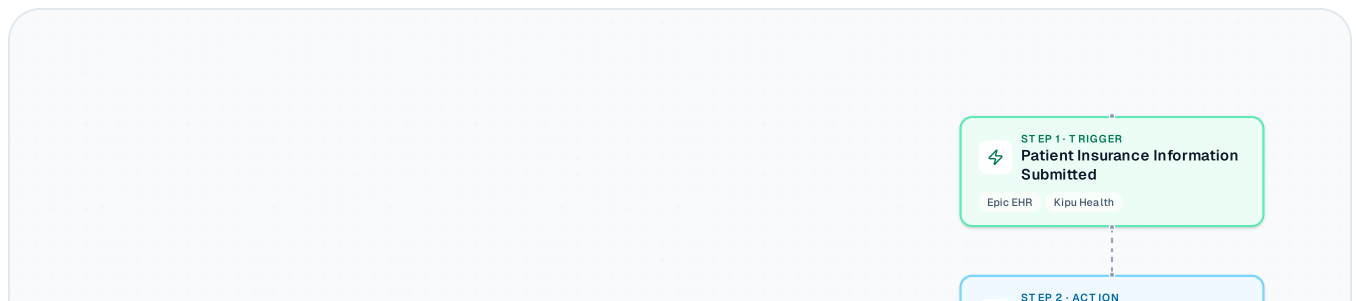 STEP 1 · TRIGGER
Patient Insurance Information
Submitted
Epic EHR Kipu Health
STEP 2 · ACTION